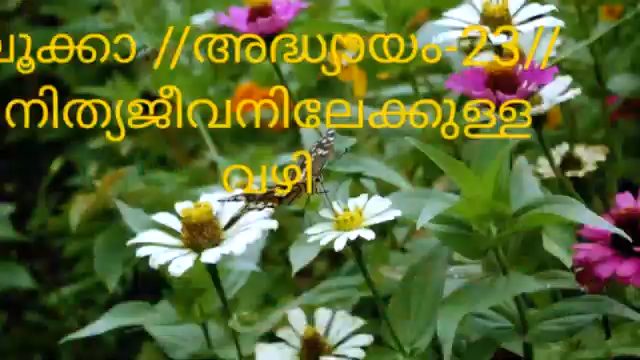 ലൂക്കാ //അദ്ധ്യായം-23//
നിത്യജീവനിലേക്കുള്ള
വഴി